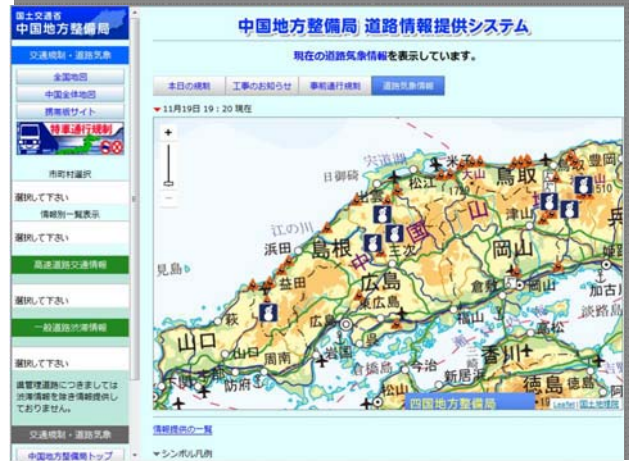 国土交通省
中国地方整備局
交通規制・道路気象
全国地図
中国全体地図
携帯版サイト
特車通行規制
市町村選択
選択して下さい
情報別一覧表示
選択して下さい
高速道路交通情報
選択して下さい
一般道路渋滞情報
選択して下さい
県管理道路につきましては
渋滞情報を除き情報提供し
ておりません。
交通規制・道路気象
中国地方整備局トップ
中国地方整備局 道路情報提供システム
現在の道路気象情報を表示しています。
本日の規制 工事のお知らせ 事前通行規制 道路気象情報
11月19日 19：20 現在
+
−
宍道湖
米子
日御碕
松江
大山
鳥取
豊岡
出雲
1729
1510
江の川
津山
浜田
島根
三次
中国山
岡山
兵
見島
益田
広島
倉敷
岡山
姫路
東広島
加古川
萩
広島
呉
福山
淡路島
山口
山口
周南
岩国
高松
倉橋島
今治
香川
防府
新居浜
松山
徳島
徳島
四国地方整備局
Leaflet | 国土地理院
情報提供の一覧
シンボル凡例